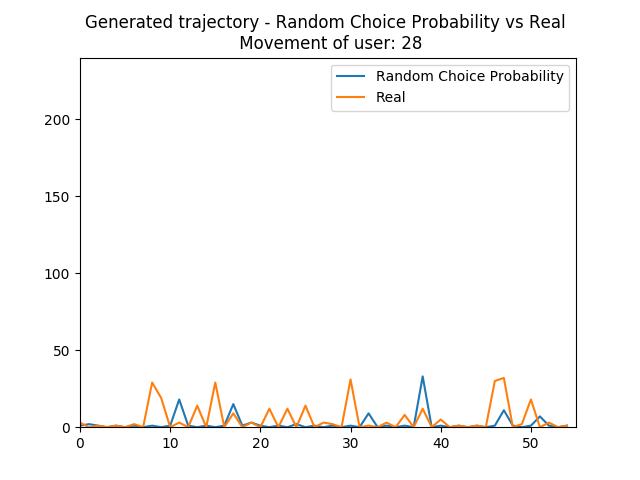 Generated trajectory - Random Choice Probability vs Real
Movement of user: 28
Random Choice Probability
Real
200
150
100
50
0
0 10 20 30 40 50